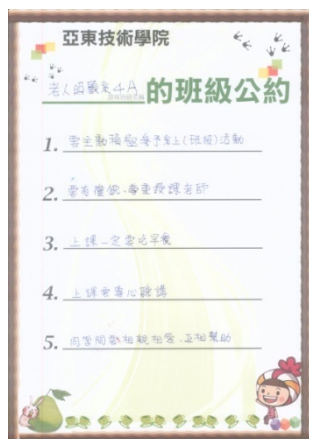 亞東技術學院
老人照顧系4A的班級公約
1. 要主動積極參予系上(班級)活動
2. 要有禮貌、尊重授課老師
3. 上課一定要吃早餐
4. 上課要專心聽講
5. 同學間要相親相愛、互相幫助